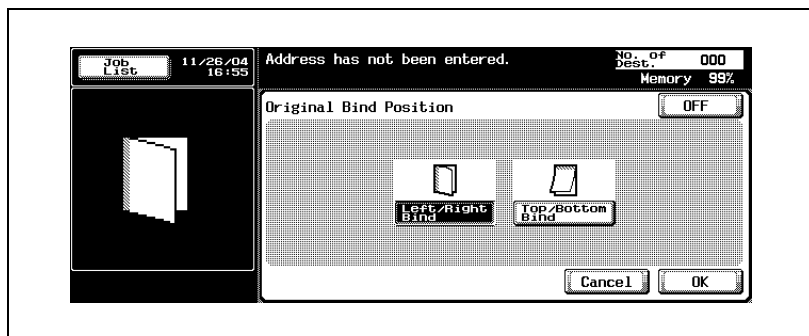 Job
List
11/26/04
16:55
Address has not been entered.
No. of
Dest.
000
Memory 99%
Original Bind Position
OFF
Left/Right
Bind
Top/Bottom
Bind
Cancel
OK